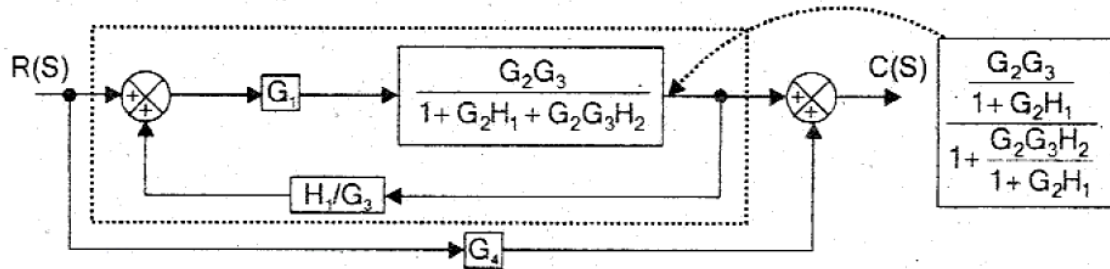 R(S)
+
+
G₁
G₂G₃
1 + G₂H₁ + G₂G₃H₂
+
+
C(S)
G₂G₃
1 + G₂H₁
1 + G₂G₃H₂
1 + G₂H₁
H₁/G₃
G₄